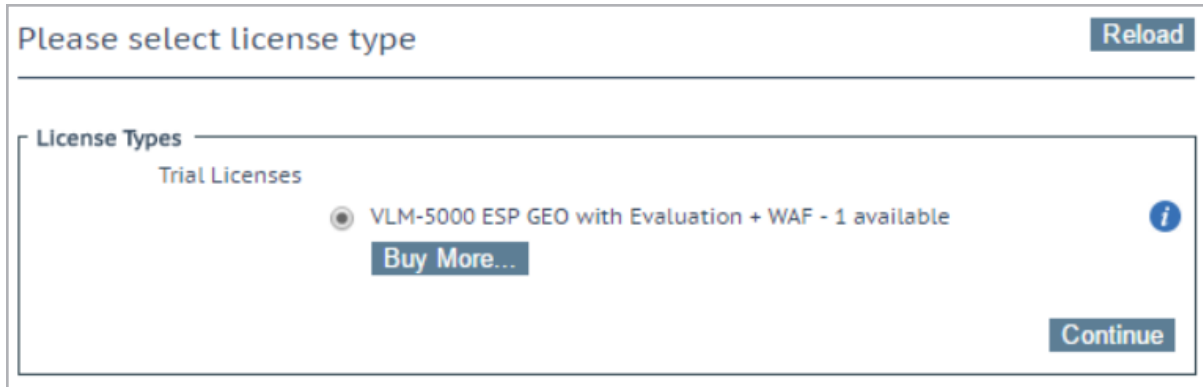 Please select license type
Reload
License Types
Trial Licenses
VLM-5000 ESP GEO with Evaluation + WAF - 1 available
i
Buy More...
Continue